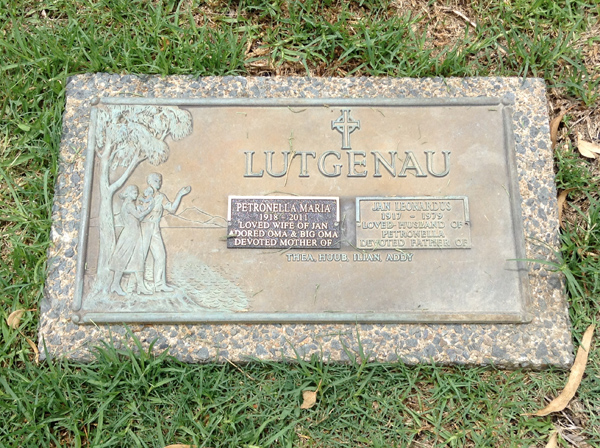 LUTGENAU
PETRONELLA MARIA
1918 - 2011
LOVED WIFE OF JAN
ADORED OMA & BIG OMA
DEVOTED MOTHER OF
JAN LEONARDUS
1917 - 1979
LOVED HUSBAND OF
PETRONELLA
DEVOTED FATHER OF
THEA, HUUB, LILIAN, ADDY